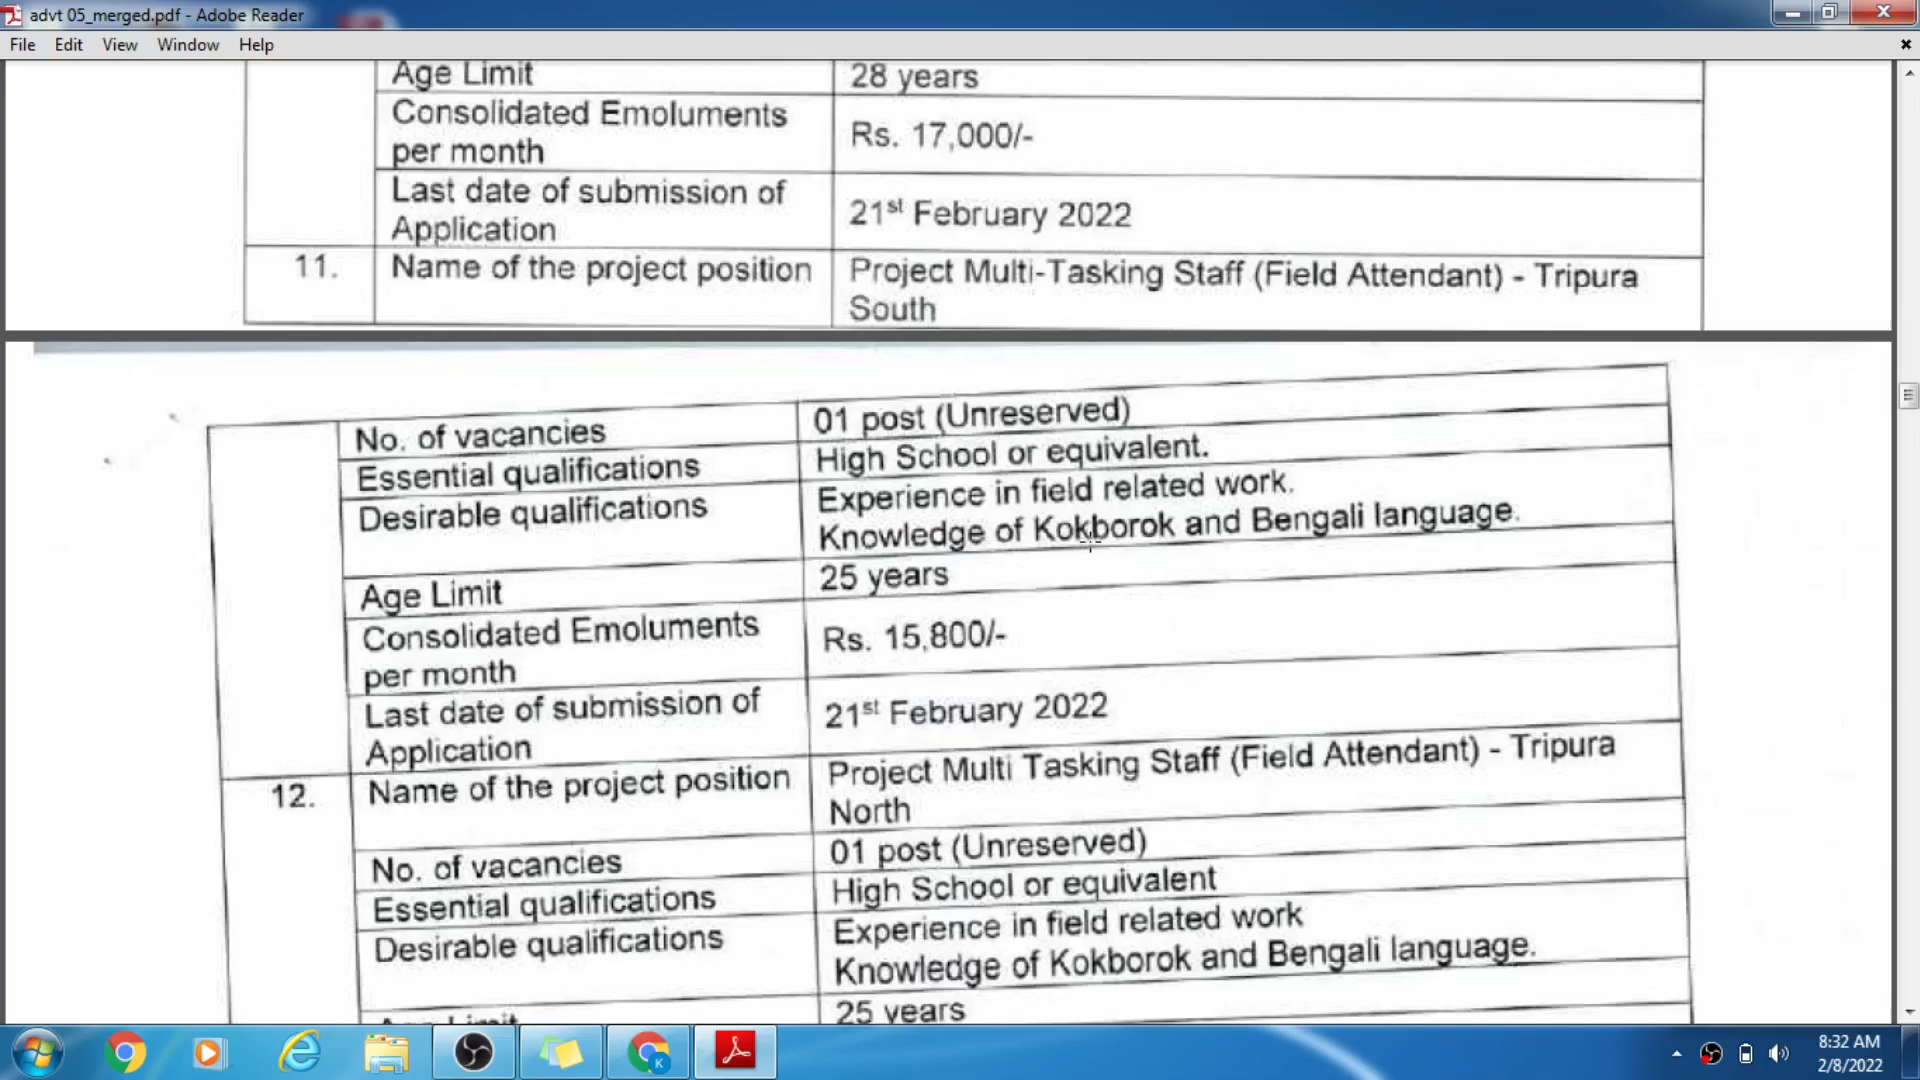 advt 05_merged.pdf - Adobe Reader
File Edit View Window Help
Age Limit 28 years
Consolidated Emoluments per month Rs. 17,000/-
Last date of submission of Application 21st February 2022
11. Name of the project position Project Multi-Tasking Staff (Field Attendant) - Tripura South
No. of vacancies 01 post (Unreserved)
Essential qualifications High School or equivalent.
Desirable qualifications Experience in field related work.
Knowledge of Kokborok and Bengali language.
Age Limit 25 years
Consolidated Emoluments per month Rs. 15,800/-
Last date of submission of Application 21st February 2022
12. Name of the project position Project Multi Tasking Staff (Field Attendant) - Tripura North
No. of vacancies 01 post (Unreserved)
Essential qualifications High School or equivalent
Desirable qualifications Experience in field related work
Knowledge of Kokborok and Bengali language.
Age Limit 25 years
K
8:32 AM
2/8/2022